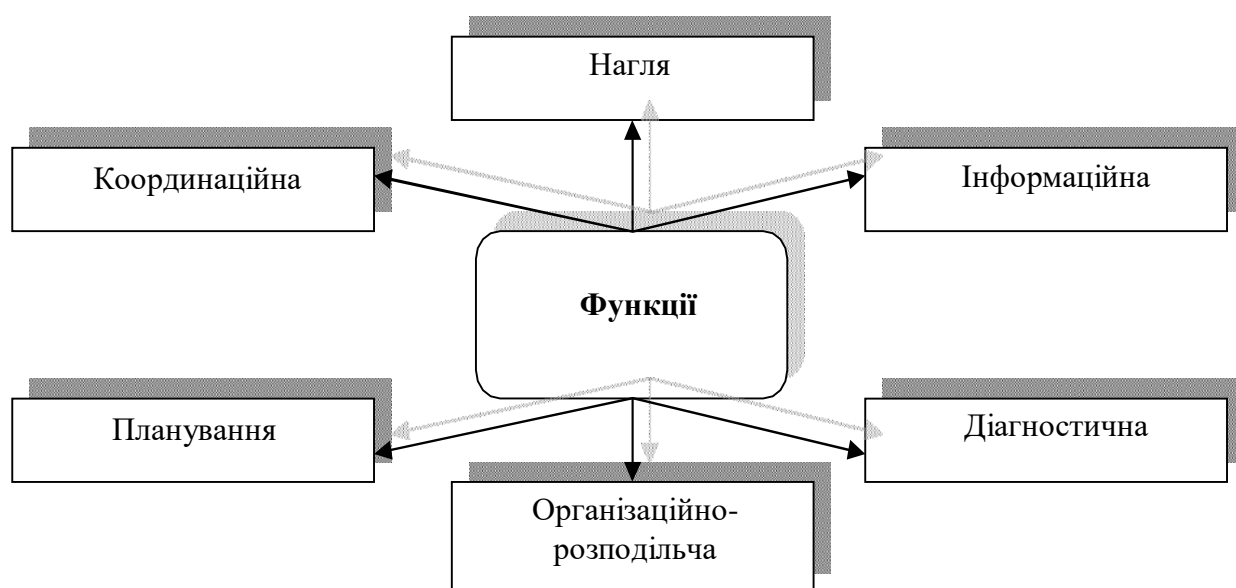 Нагля
Координаційна
Інформаційна
Функції
Планування
Діагностична
Організаційно-
розподільча